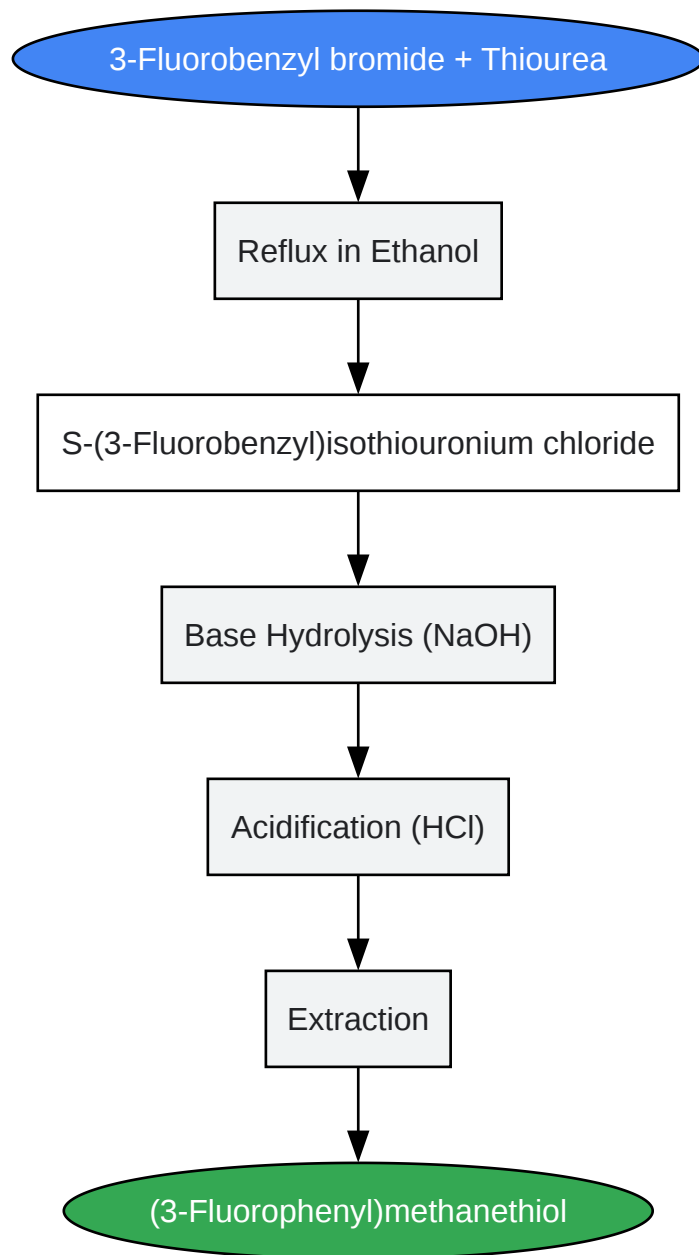 3-Fluorobenzyl bromide + Thiourea
Reflux in Ethanol
S-(3-Fluorobenzyl)isothiouronium chloride
Base Hydrolysis (NaOH)
Acidification (HCl)
Extraction
(3-Fluorophenyl)methanethiol